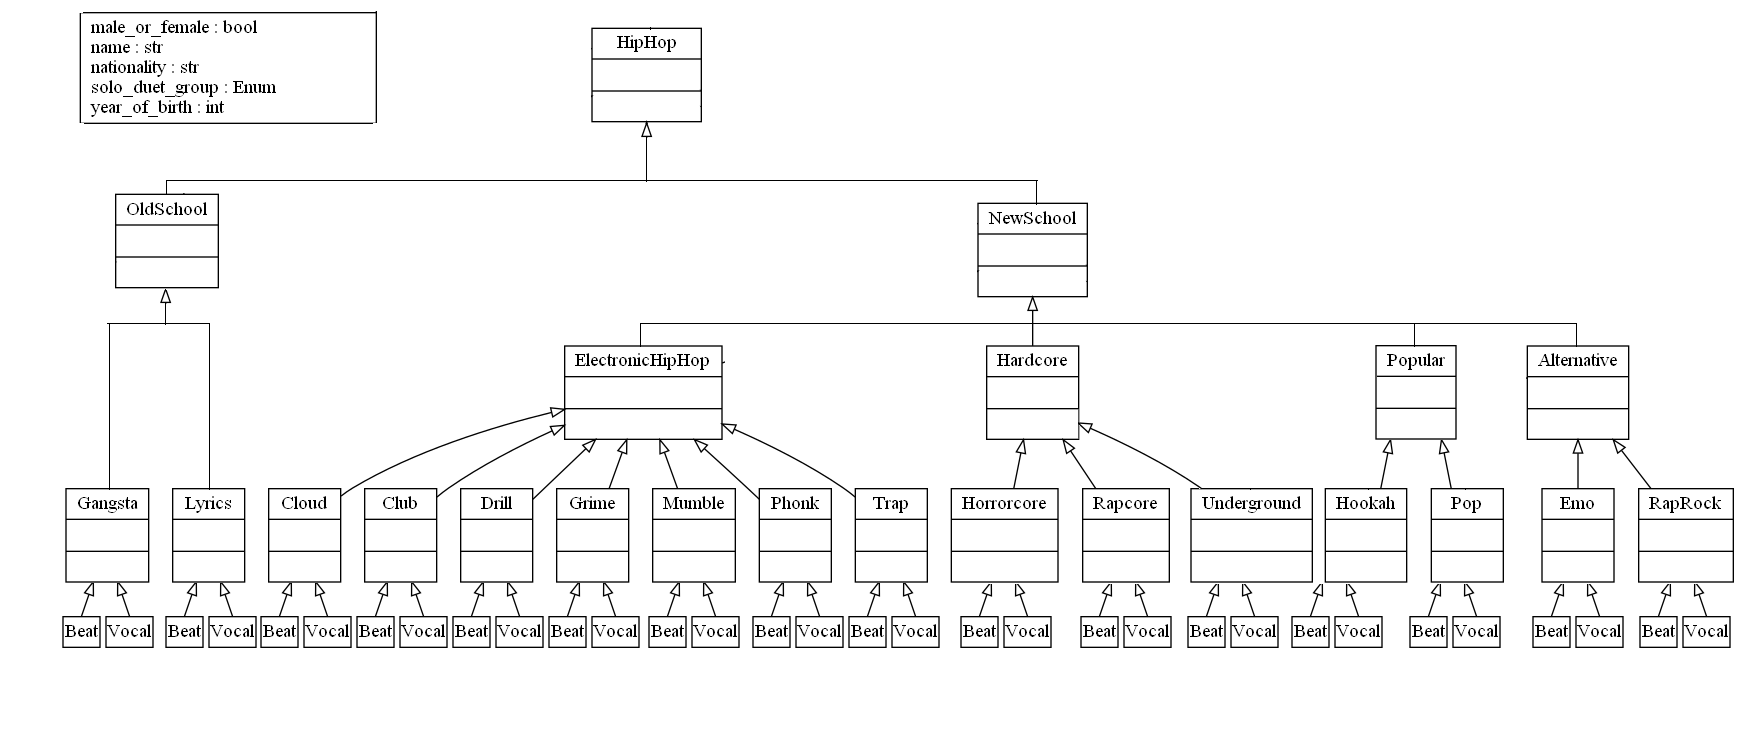 male_or_female : bool
name : str
nationality : str
solo_duet_group : Enum
year_of_birth : int
HipHop
OldSchool
NewSchool
ElectronicHipHop
Hardcore
Popular
Alternative
Gangsta
Lyrics
Cloud
Club
Drill
Grime
Mumble
Phonk
Trap
Horrorcore
Rapcore
Underground
Hookah
Pop
Emo
RapRock
Beat
Vocal
Beat
Vocal
Beat
Vocal
Beat
Vocal
Beat
Vocal
Beat
Vocal
Beat
Vocal
Beat
Vocal
Beat
Vocal
Beat
Vocal
Beat
Vocal
Beat
Vocal
Beat
Vocal
Beat
Vocal
Beat
Vocal
Beat
Vocal